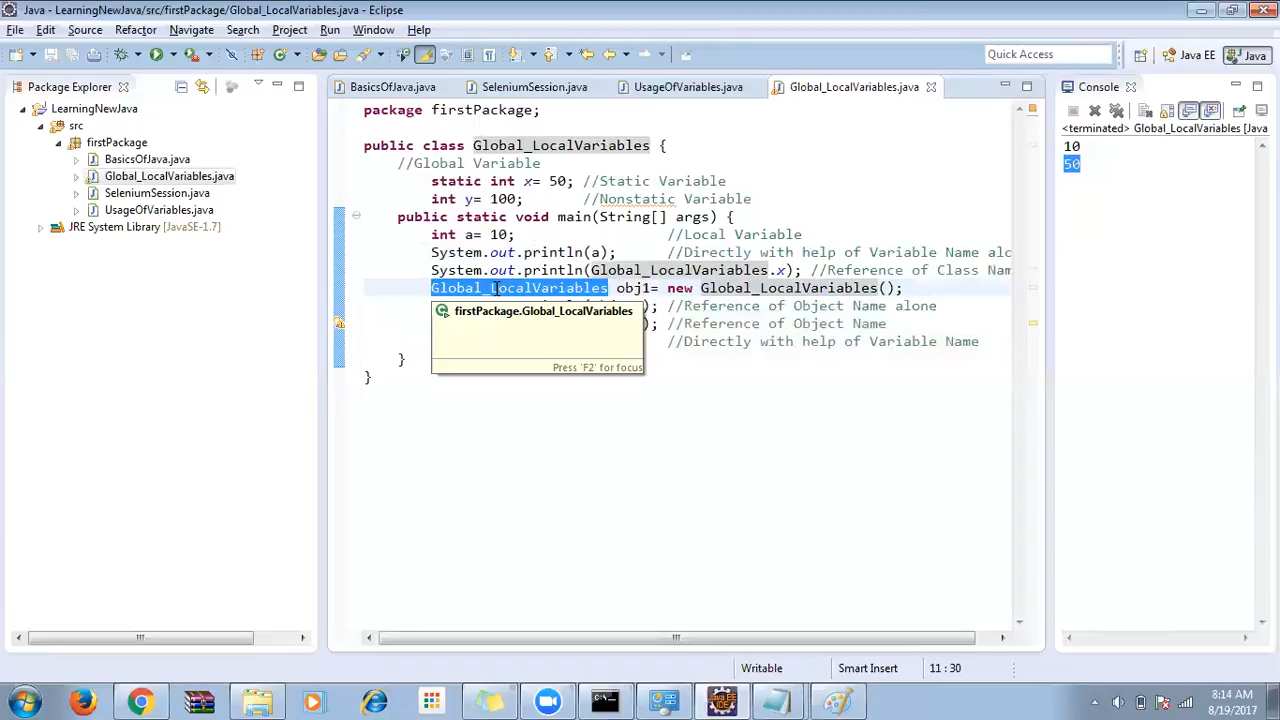 Java - LearningNewJava/src/firstPackage/Global_LocalVariables.java - Eclipse
File Edit Source Refactor Navigate Search Project Run Window Help
Quick Access
Java EE
Java
Package Explorer
BasicsOfJava.java
SeleniumSession.java
UsageOfVariables.java
Global_LocalVariables.java
Console
LearningNewJava
src
firstPackage
BasicsOfJava.java
Global_LocalVariables.java
SeleniumSession.java
UsageOfVariables.java
JRE System Library [JavaSE-1.7]
package firstPackage;
public class Global_LocalVariables {
//Global Variable
static int x= 50; //Static Variable
int y= 100; //Nonstatic Variable
public static void main(String[] args) {
int a= 10; //Local Variable
System.out.println(a); //Directly with help of Variable Name alo
System.out.println(Global_LocalVariables.x); //Reference of Class Nam
Global_LocalVariables obj1= new Global_LocalVariables();
; //Reference of Object Name alone
; //Reference of Object Name
//Directly with help of Variable Name
}
}
firstPackage.Global_LocalVariables
Press 'F2' for focus
<terminated> Global_LocalVariables [Java
10
50
Writable
Smart Insert
11 : 30
Java EE
IDE
8:14 AM
8/19/2017